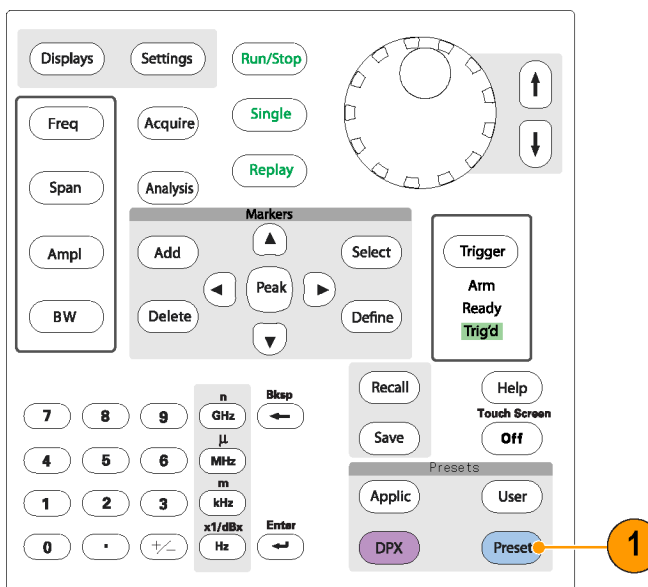 Displays Settings Run/Stop
Freq Acquire Single
Span Analysis Replay
Markers
Ampl Add Select Trigger
Peak Arm
BW Delete Define Ready
Trig'd
Recall Help
n Bksp Touch Screen
7 8 9 GHz Save Off
µ
4 5 6 MHz Presets
m
1 2 3 kHz Applic User
x1/dBx Enter
0 . +/- Hz DPX Preset 1